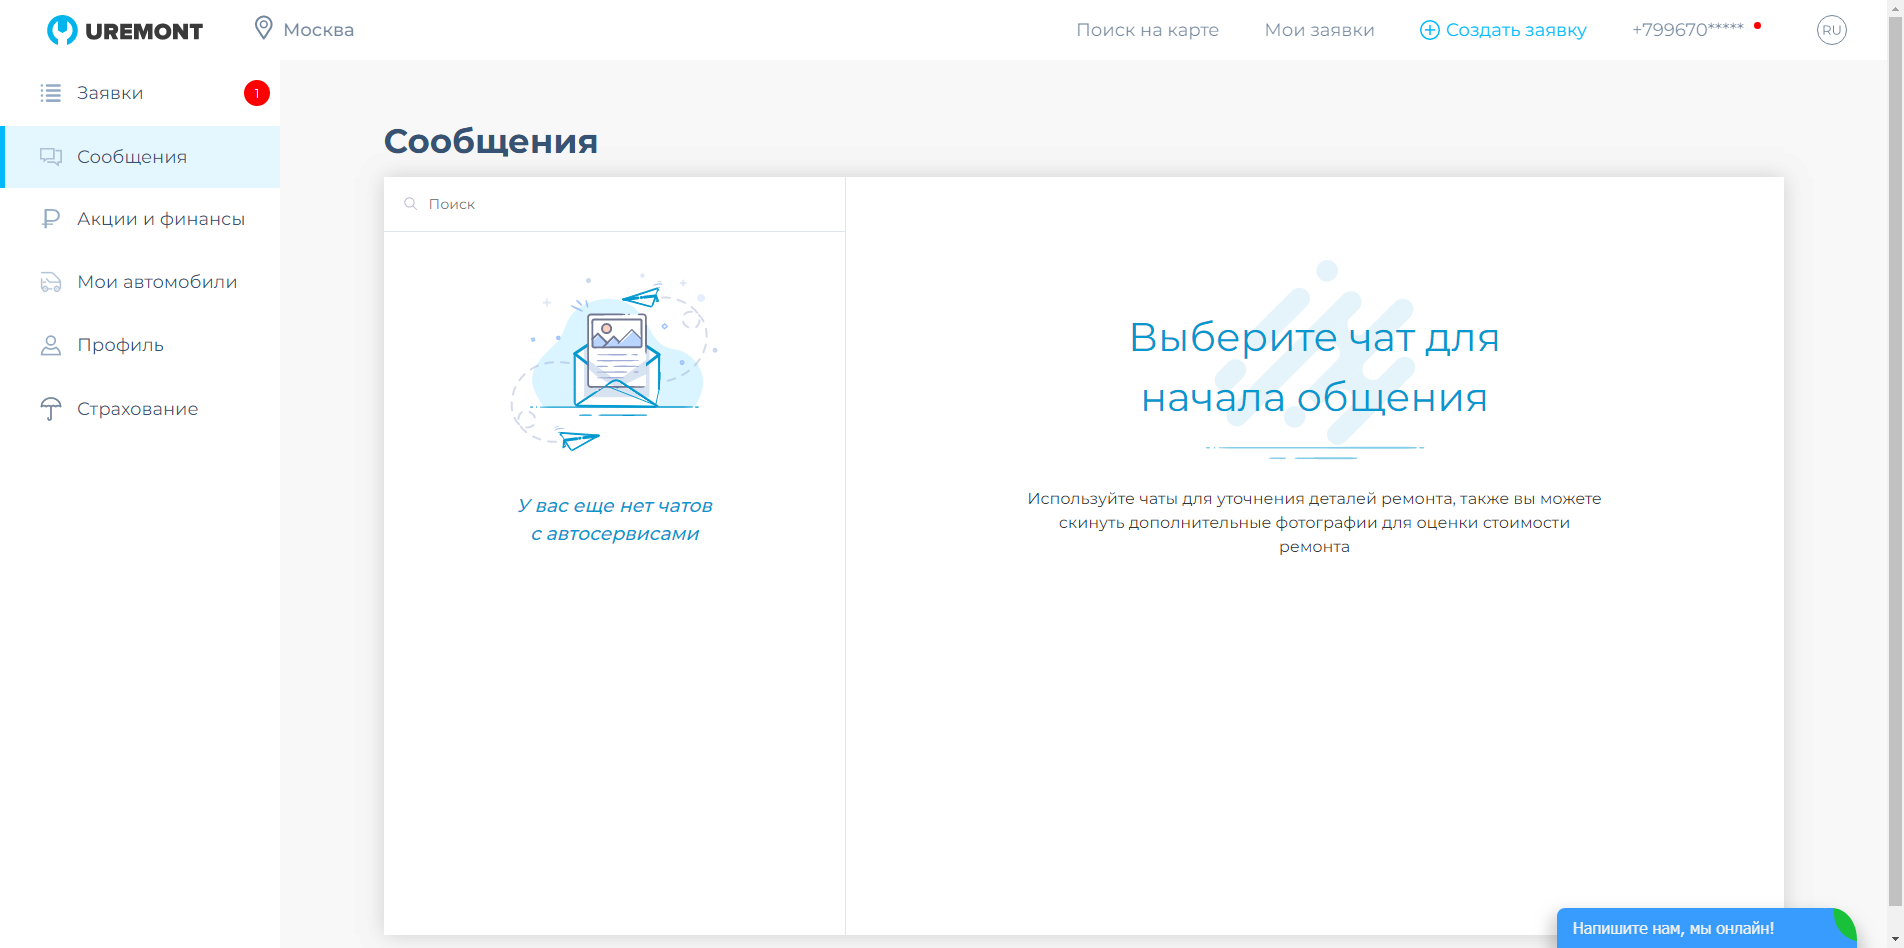 UREMONT
Москва
Поиск на карте
Мои заявки
Создать заявку
+799670*****
RU
Заявки
1
Сообщения
Акции и финансы
Мои автомобили
Профиль
Страхование
Сообщения
Поиск
У вас еще нет чатов
с автосервисами
Выберите чат для
начала общения
Используйте чаты для уточнения деталей ремонта, также вы можете
скинуть дополнительные фотографии для оценки стоимости
ремонта
Напишите нам, мы онлайн!